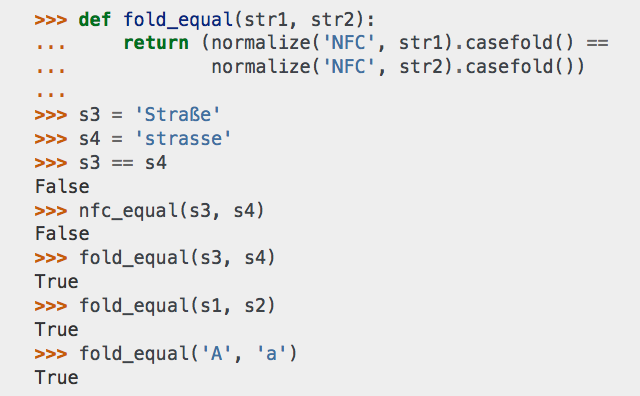 >>> def fold_equal(str1, str2):
...     return (normalize('NFC', str1).casefold() ==
...             normalize('NFC', str2).casefold())
...
>>> s3 = 'Straße'
>>> s4 = 'strasse'
>>> s3 == s4
False
>>> nfc_equal(s3, s4)
False
>>> fold_equal(s3, s4)
True
>>> fold_equal(s1, s2)
True
>>> fold_equal('A', 'a')
True